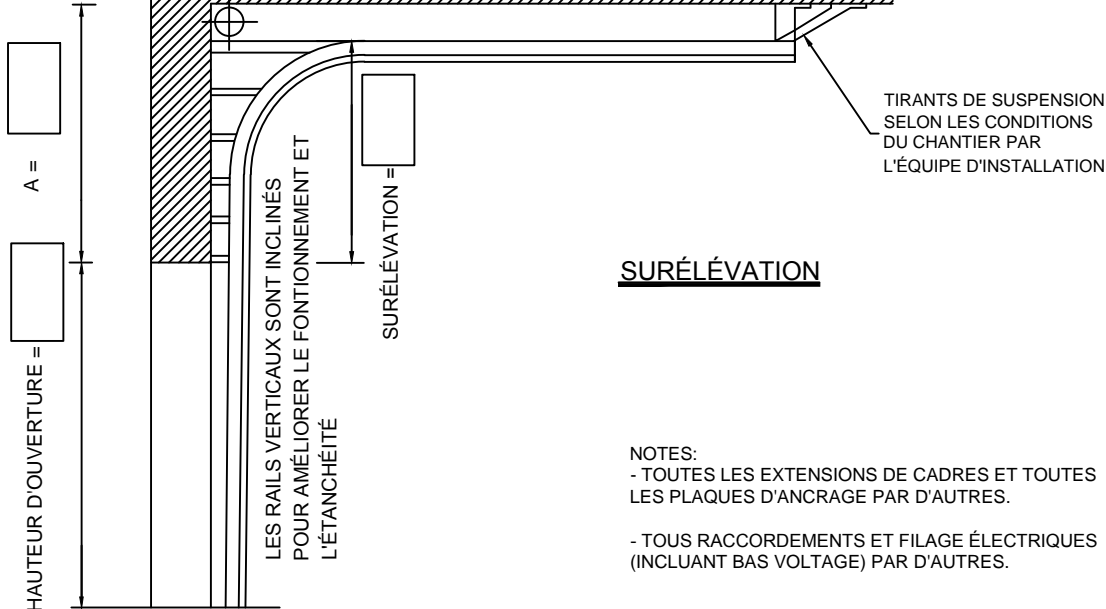 A =
HAUTEUR D'OUVERTURE =
LES RAILS VERTICAUX SONT INCLINÉS
POUR AMÉLIORER LE FONTIONNEMENT ET
L'ÉTANCHÉITÉ
SURÉLÉVATION =
TIRANTS DE SUSPENSION
SELON LES CONDITIONS
DU CHANTIER PAR
L'ÉQUIPE D'INSTALLATION
SURÉLÉVATION
NOTES:
- TOUTES LES EXTENSIONS DE CADRES ET TOUTES
LES PLAQUES D'ANCRAGE PAR D'AUTRES.
- TOUS RACCORDEMENTS ET FILAGE ÉLECTRIQUES
(INCLUANT BAS VOLTAGE) PAR D'AUTRES.